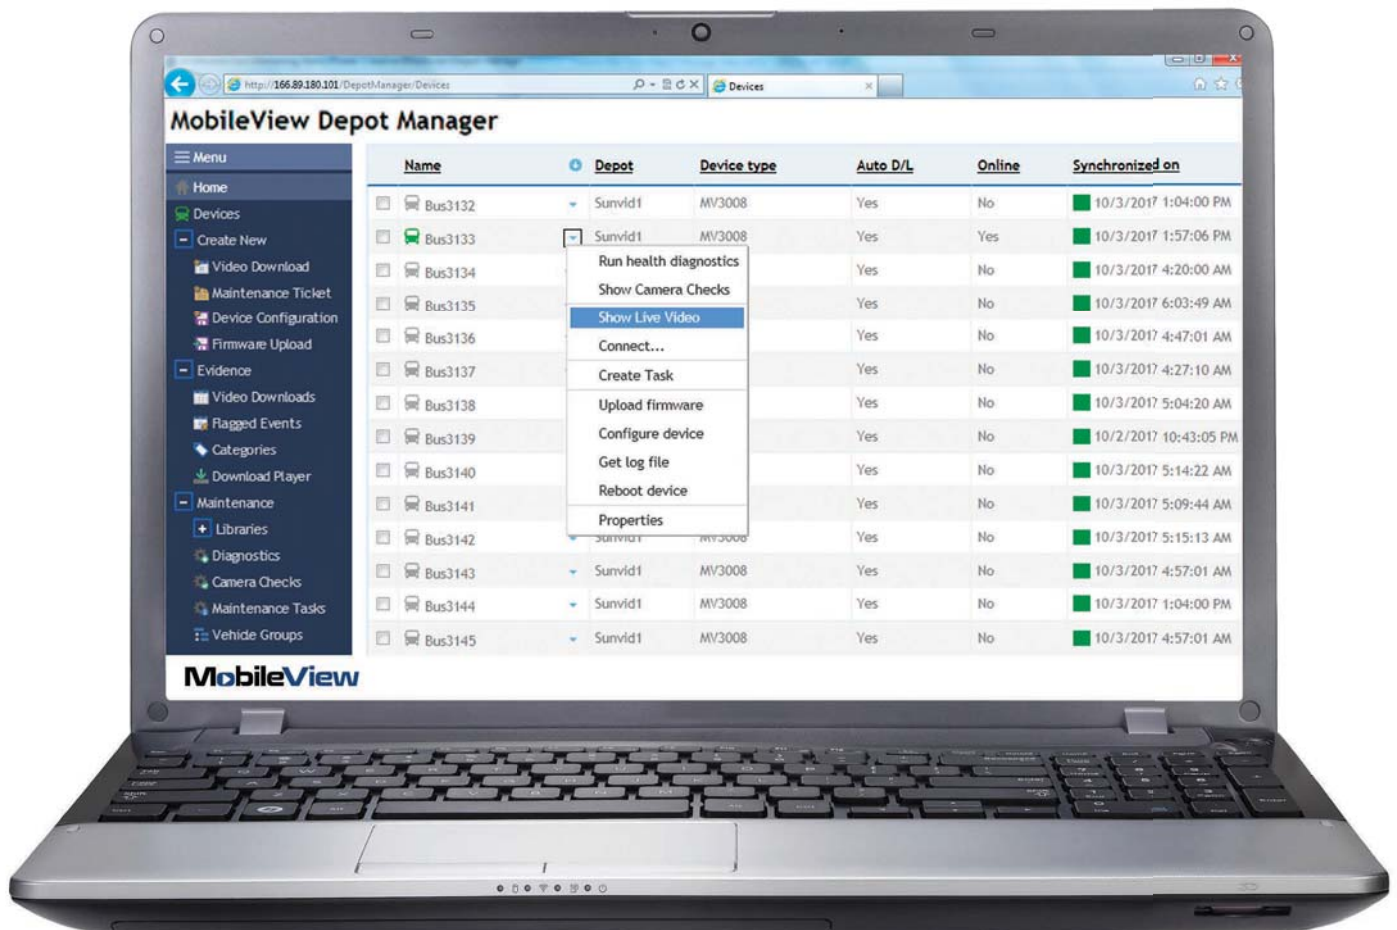 http://166.89.180.101/DepotManager/Devices
Devices
MobileView Depot Manager
Menu
Home
Devices
Create New
Video Download
Maintenance Ticket
Device Configuration
Firmware Upload
Evidence
Video Downloads
Flagged Events
Categories
Download Player
Maintenance
Libraries
Diagnostics
Camera Checks
Maintenance Tasks
Vehicle Groups
Name Depot Device type Auto D/L Online Synchronized on
Bus3132 Sunvid1 MV3008 Yes No 10/3/2017 1:04:00 PM
Bus3133 Sunvid1 MV3008 Yes Yes 10/3/2017 1:57:06 PM
Bus3134 Yes No 10/3/2017 4:20:00 AM
Bus3135 Yes No 10/3/2017 6:03:49 AM
Bus3136 Yes No 10/3/2017 4:47:01 AM
Bus3137 Yes No 10/3/2017 4:27:10 AM
Bus3138 Yes No 10/3/2017 5:04:20 AM
Bus3139 Yes No 10/2/2017 10:43:05 PM
Bus3140 Yes No 10/3/2017 5:14:22 AM
Bus3141 Yes No 10/3/2017 5:09:44 AM
Bus3142 Sunvid1 MV3008 Yes No 10/3/2017 5:15:13 AM
Bus3143 Sunvid1 MV3008 Yes No 10/3/2017 4:57:01 AM
Bus3144 Sunvid1 MV3008 Yes No 10/3/2017 1:04:00 PM
Bus3145 Sunvid1 MV3008 Yes No 10/3/2017 4:57:01 AM
Run health diagnostics
Show Camera Checks
Show Live Video
Connect...
Create Task
Upload firmware
Configure device
Get log file
Reboot device
Properties
MobileView